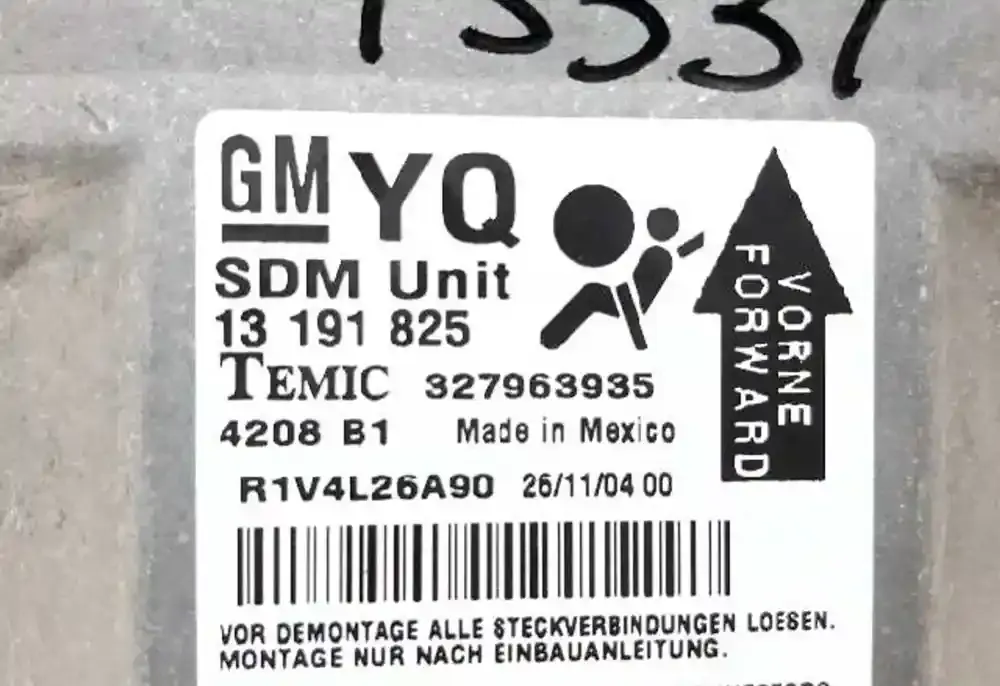 GM YQ
SDM Unit
13 191 825
TEMIC 327963935
4208 B1 Made in Mexico
R1V4L26A90 26/11/04 00
VORNE
FORWARD
VOR DEMONTAGE ALLE STECKVERBINDUNGEN LOESEN.
MONTAGE NUR NACH EINBAUANLEITUNG.